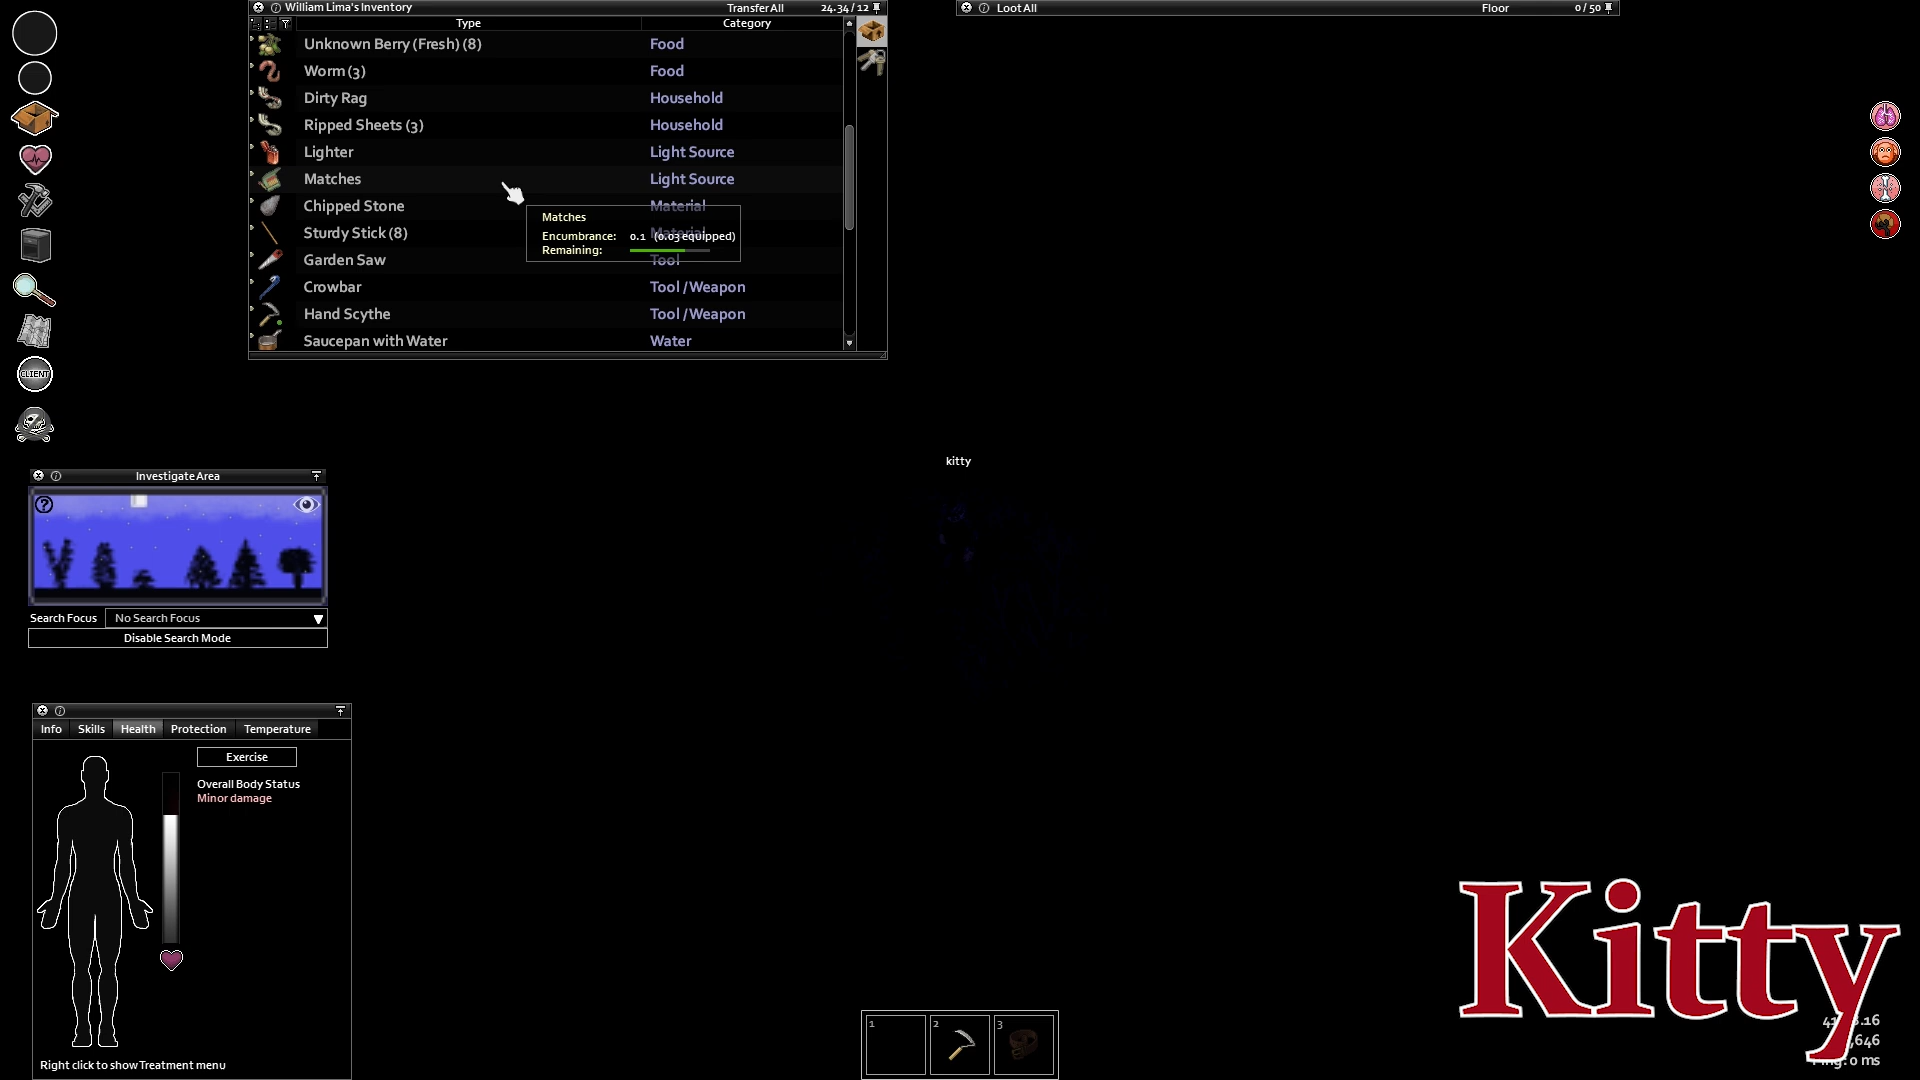 William Lima's Inventory
Transfer All
24.34 / 12
Loot All
Floor
0 / 50
Type
Category
Unknown Berry (Fresh) (8)
Food
Worm (3)
Food
Dirty Rag
Household
Ripped Sheets (3)
Household
Lighter
Light Source
Matches
Light Source
Chipped Stone
Material
Sturdy Stick (8)
Material
Garden Saw
Tool
Crowbar
Tool / Weapon
Hand Scythe
Tool / Weapon
Saucepan with Water
Water
Matches
Encumbrance: 0.1 (0.03 equipped)
Remaining:
CLIENT
kitty
Investigate Area
Search Focus
No Search Focus
Disable Search Mode
Info
Skills
Health
Protection
Temperature
Exercise
Overall Body Status
Minor damage
Right click to show Treatment menu
1
2
3
Kitty
0 ms